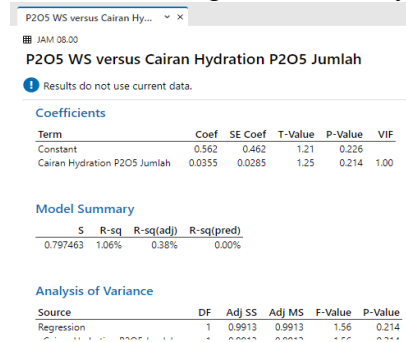 P2O5 WS versus Cairan Hy...
JAM 08.00
P2O5 WS versus Cairan Hydration P2O5 Jumlah
Results do not use current data.
Coefficients
Term Coef SE Coef T-Value P-Value VIF
Constant 0.562 0.462 1.21 0.226
Cairan Hydration P2O5 Jumlah 0.0355 0.0285 1.25 0.214 1.00
Model Summary
S R-sq R-sq(adj) R-sq(pred)
0.797463 1.06% 0.38% 0.00%
Analysis of Variance
Source DF Adj SS Adj MS F-Value P-Value
Regression 1 0.9913 0.9913 1.56 0.214